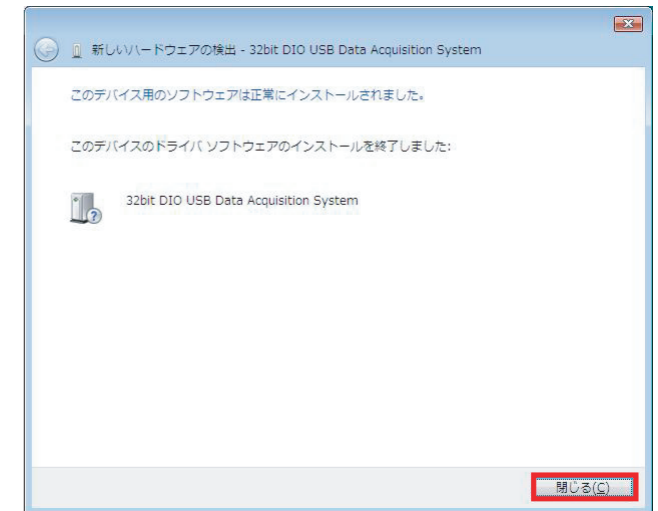 新しいハードウェアの検出 - 32bit DIO USB Data Acquisition System
このデバイス用のソフトウェアは正常にインストールされました。
このデバイスのドライバ ソフトウェアのインストールを終了しました:
32bit DIO USB Data Acquisition System
閉じる(C)